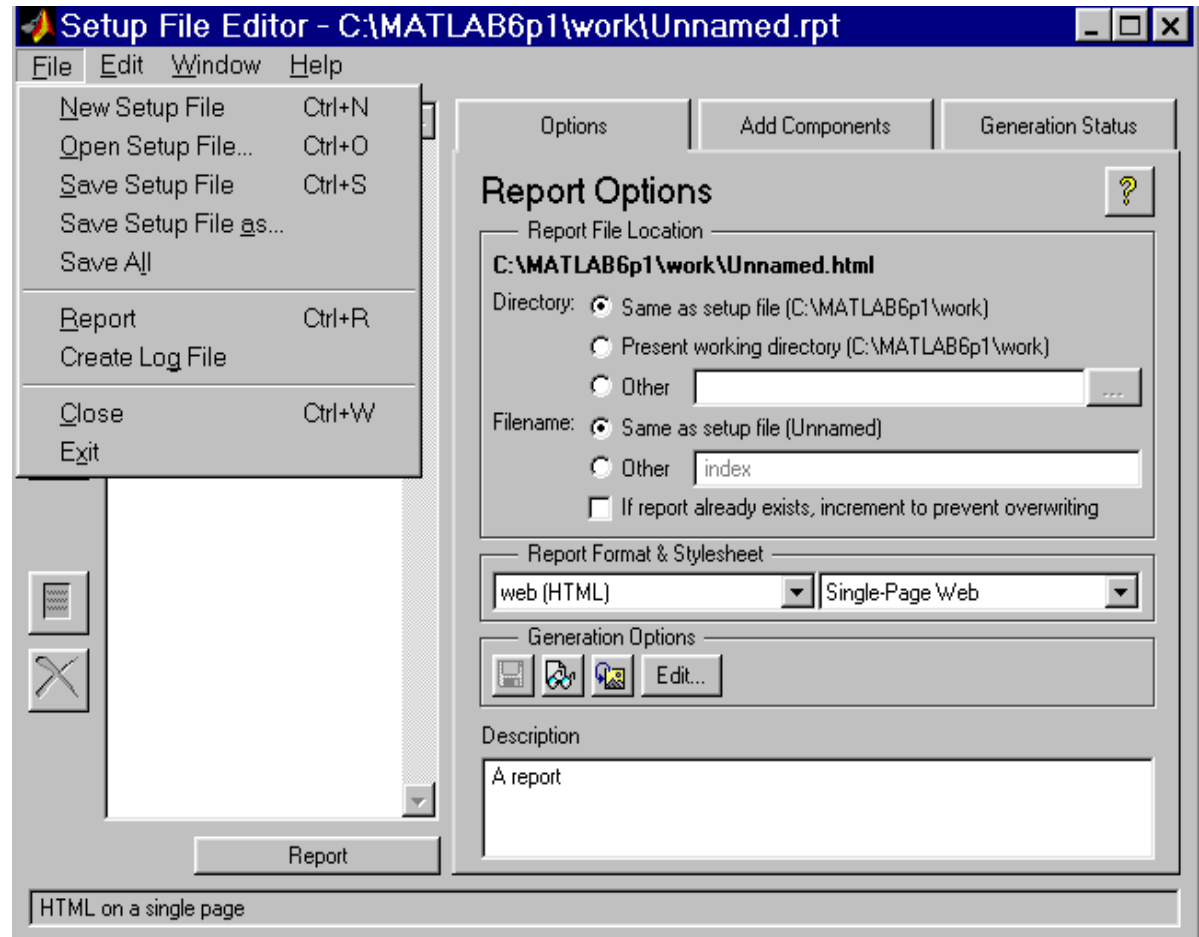 Setup File Editor - C:\MATLAB6p1\work\Unnamed.rpt
File Edit Window Help
New Setup File Ctrl+N
Open Setup File... Ctrl+O
Save Setup File Ctrl+S
Save Setup File as...
Save All
Report Ctrl+R
Create Log File
Close Ctrl+W
Exit
Report
Options Add Components Generation Status
Report Options ?
Report File Location
C:\MATLAB6p1\work\Unnamed.html
Directory: Same as setup file (C:\MATLAB6p1\work)
Present working directory (C:\MATLAB6p1\work)
Other ...
Filename: Same as setup file (Unnamed)
Other index
If report already exists, increment to prevent overwriting
Report Format & Stylesheet
web (HTML) Single-Page Web
Generation Options
Edit...
Description
A report
HTML on a single page